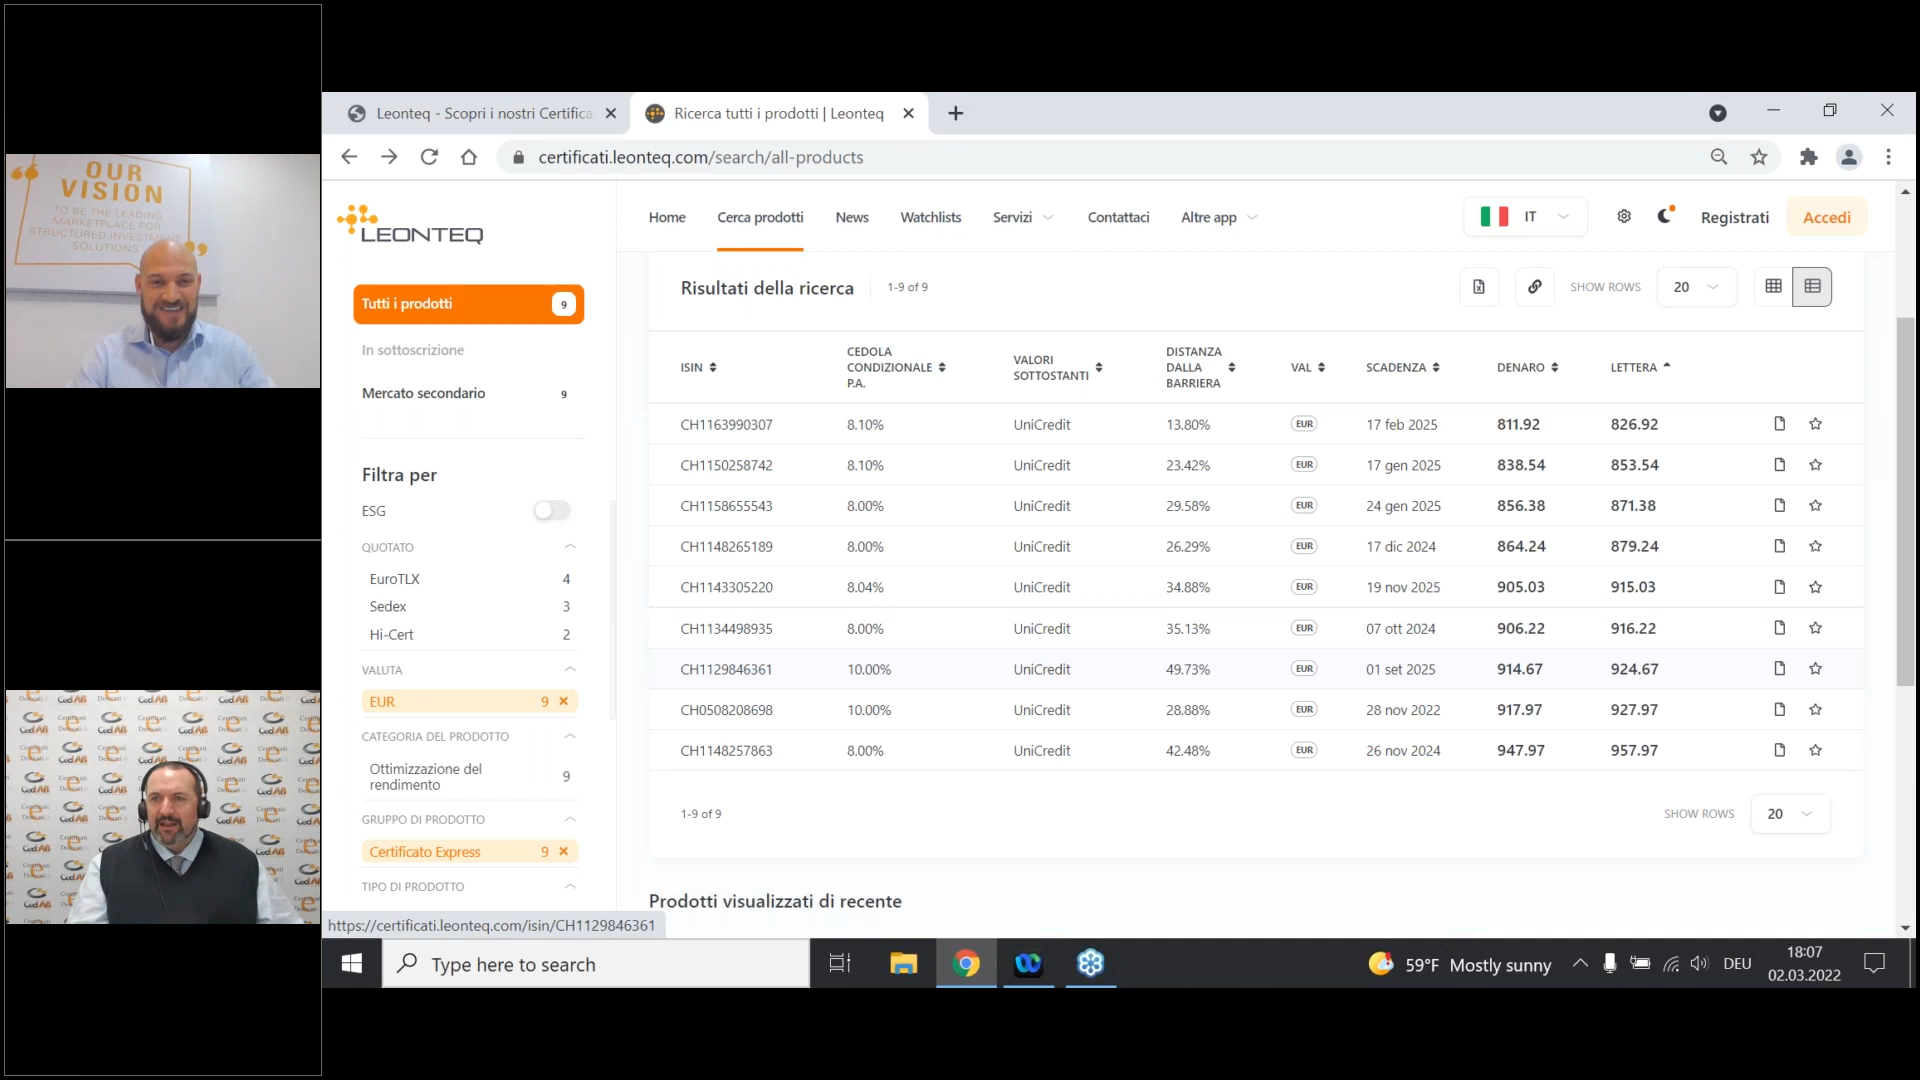 OUR
VISION
TO BE THE LEADING
MARKETPLACE FOR
STRUCTURED INVESTMENT
SOLUTIONS
Leonteq - Scopri i nostri Certifica
Ricerca tutti i prodotti | Leonteq
certificati.leonteq.com/search/all-products
LEONTEQ
Home
Cerca prodotti
News
Watchlists
Servizi
Contattaci
Altre app
IT
Registrati
Accedi
Tutti i prodotti 9
In sottoscrizione
Mercato secondario 9
Filtra per
ESG
QUOTATO
EuroTLX 4
Sedex 3
Hi-Cert 2
VALUTA
EUR 9
CATEGORIA DEL PRODOTTO
Ottimizzazione del
rendimento 9
GRUPPO DI PRODOTTO
Certificato Express 9
TIPO DI PRODOTTO
Risultati della ricerca 1-9 of 9 SHOW ROWS 20
ISIN CEDOLA CONDIZIONALE P.A. VALORI SOTTOSTANTI DISTANZA DALLA BARRIERA VAL SCADENZA DENARO LETTERA
CH1163990307 8.10% UniCredit 13.80% EUR 17 feb 2025 811.92 826.92
CH1150258742 8.10% UniCredit 23.42% EUR 17 gen 2025 838.54 853.54
CH1158655543 8.00% UniCredit 29.58% EUR 24 gen 2025 856.38 871.38
CH1148265189 8.00% UniCredit 26.29% EUR 17 dic 2024 864.24 879.24
CH1143305220 8.04% UniCredit 34.88% EUR 19 nov 2025 905.03 915.03
CH1134498935 8.00% UniCredit 35.13% EUR 07 ott 2024 906.22 916.22
CH1129846361 10.00% UniCredit 49.73% EUR 01 set 2025 914.67 924.67
CH0508208698 10.00% UniCredit 28.88% EUR 28 nov 2022 917.97 927.97
CH1148257863 8.00% UniCredit 42.48% EUR 26 nov 2024 947.97 957.97
1-9 of 9 SHOW ROWS 20
Prodotti visualizzati di recente
https://certificati.leonteq.com/isin/CH1129846361
Type here to search
59°F Mostly sunny
DEU
18:07
02.03.2022